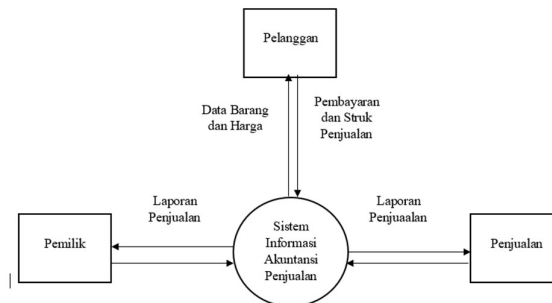 Pelanggan
Data Barang
dan Harga
Pembayaran
dan Struk
Penjualan
Laporan
Penjualan
Laporan
Penjuaalan
Pemilik
Sistem
Informasi
Akuntansi
Penjualan
Penjualan